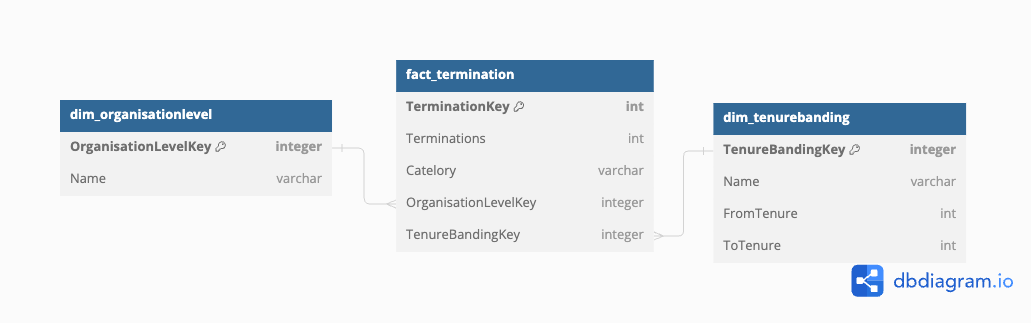 dim_organisationlevel
OrganisationLevelKey integer
Name varchar
fact_termination
TerminationKey int
Terminations int
Catelory varchar
OrganisationLevelKey integer
TenureBandingKey integer
dim_tenurebanding
TenureBandingKey integer
Name varchar
FromTenure int
ToTenure int
dbdiagram.io